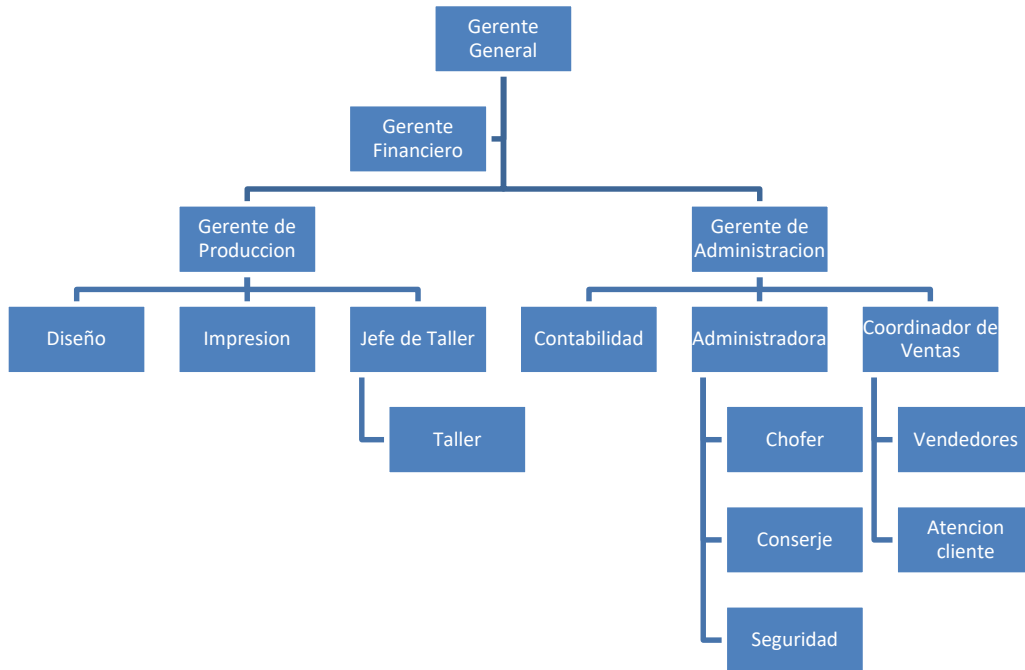 Gerente
General
Gerente
Financiero
Gerente de
Produccion
Gerente de
Administracion
Diseño
Impresion
Jefe de Taller
Contabilidad
Administradora
Coordinador de
Ventas
Taller
Chofer
Vendedores
Conserje
Atencion
cliente
Seguridad